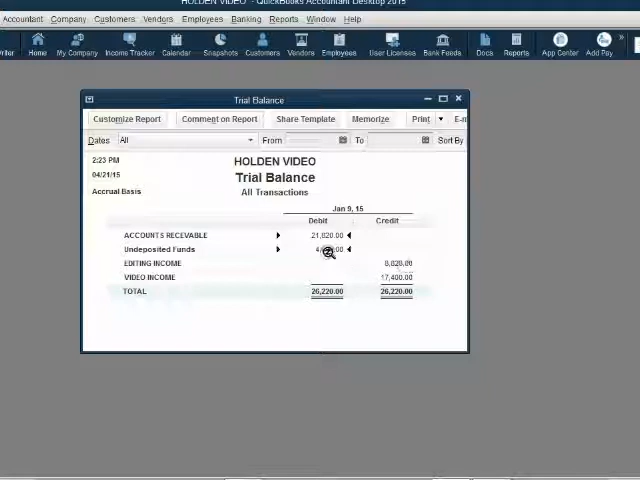 HOLDEN VIDEO - QuickBooks Accountant Desktop 2015
Accountant Company Customers Vendors Employees Banking Reports Window Help
Home My Company Income Tracker Calendar Snapshots Customers Vendors Employees User Licenses Bank Feeds Docs Reports App Center Add Pay »
Trial Balance
Customize Report Comment on Report Share Template Memorize Print
Dates All From To Sort By
2:23 PM
04/21/15
Accrual Basis
HOLDEN VIDEO
Trial Balance
All Transactions
Jan 9, 15
Debit Credit
ACCOUNTS RECEIVABLE 21,820.00
Undeposited Funds
EDITING INCOME 8,820.00
VIDEO INCOME 17,400.00
TOTAL 26,220.00 26,220.00